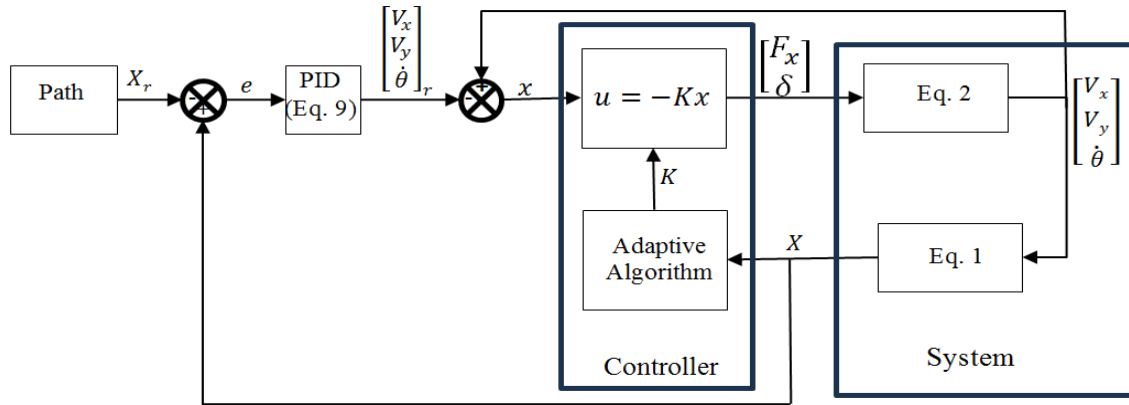 Path
X_r
-
+
e
PID
(Eq. 9)
[V_x
V_y
θ̇]_r
+
-
x
u = −Kx
[F_x
δ]
Eq. 2
[V_x
V_y
θ̇]
K
Adaptive
Algorithm
X
Eq. 1
Controller
System